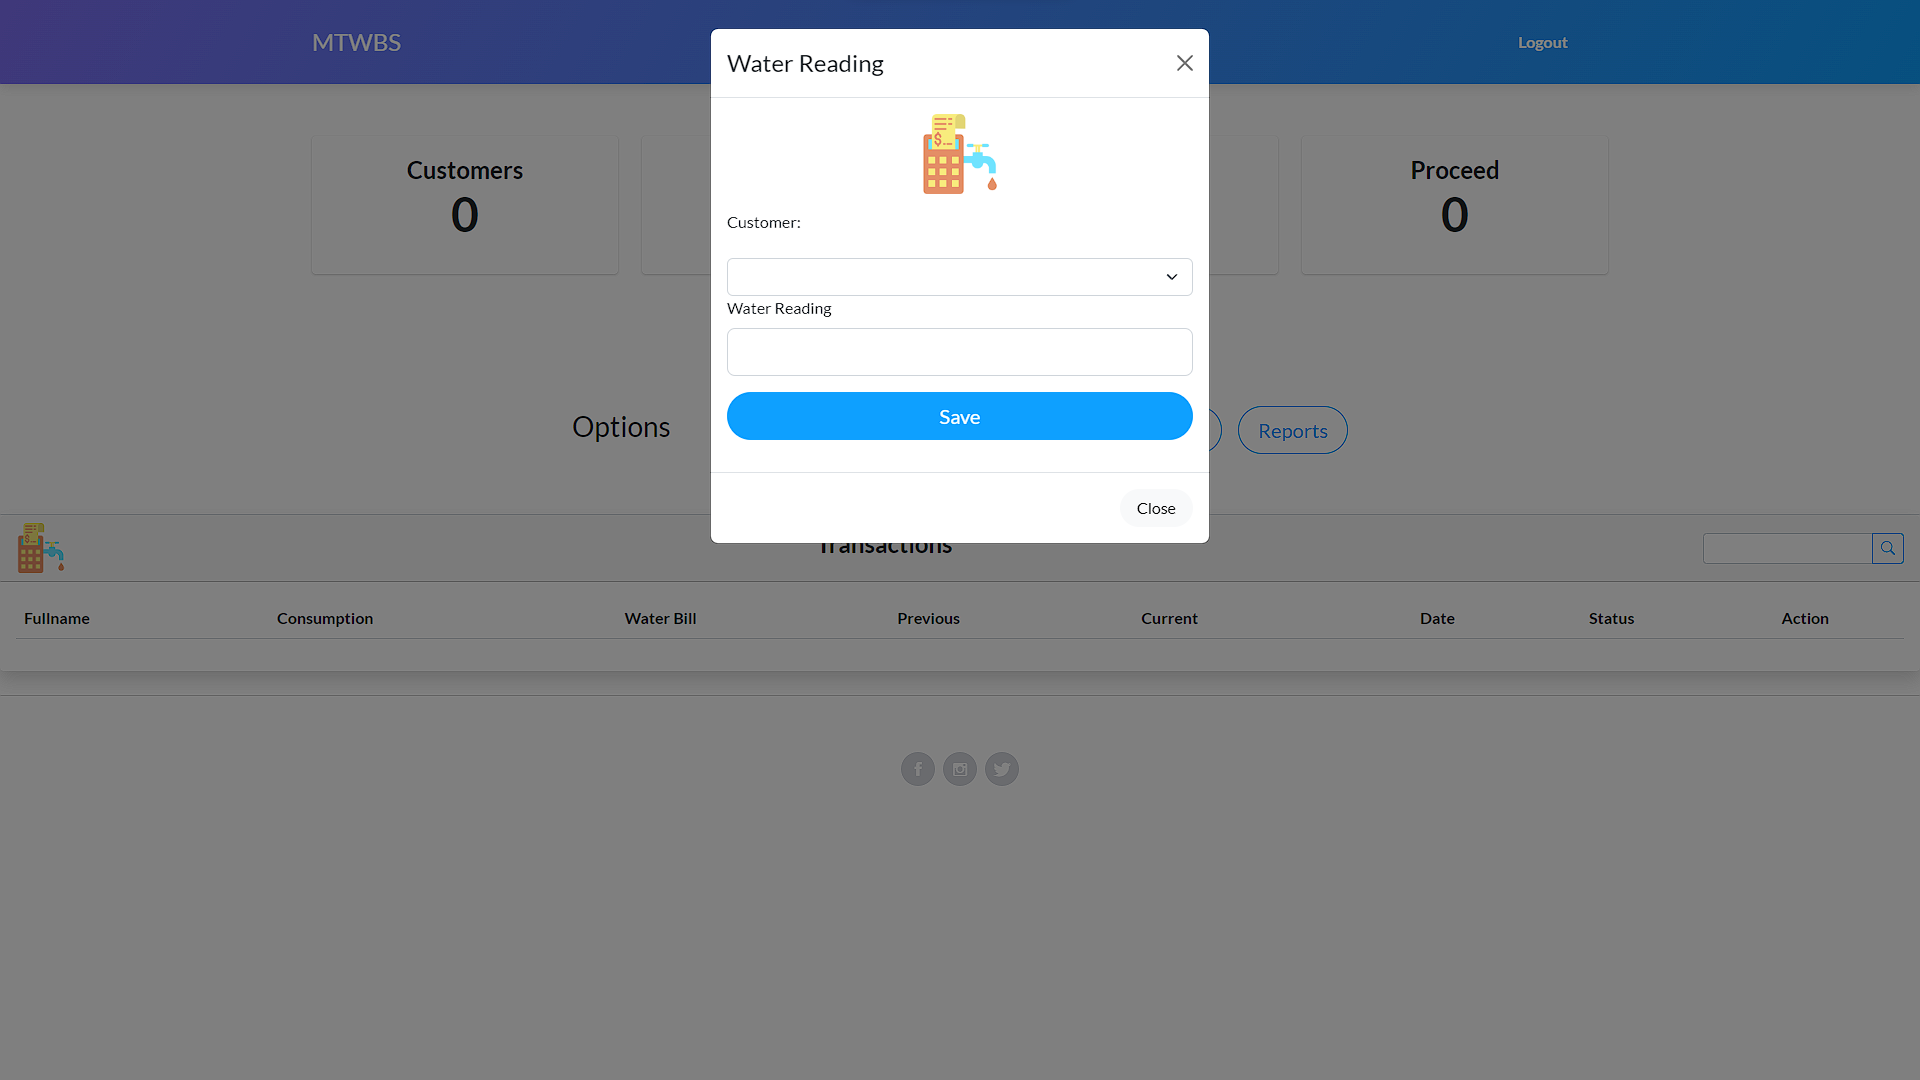 MTWBS
Logout
Water Reading
Customers
0
Proceed
0
Customer:
Water Reading
Save
Options
Reports
Close
Transactions
Fullname Consumption Water Bill Previous Current Date Status Action